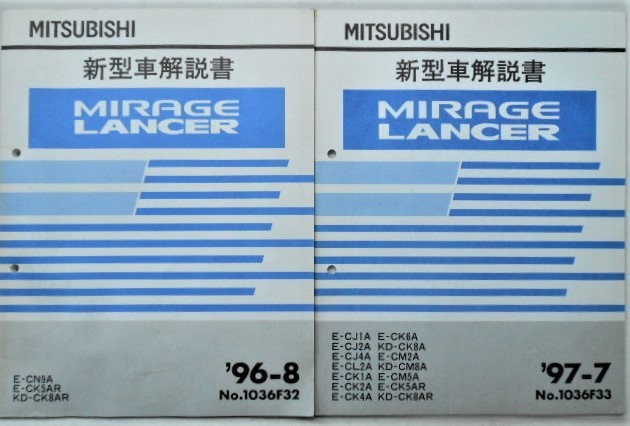 MITSUBISHI
新型車解説書
MIRAGE
LANCER
E-CN9A
E-CK5AR
KD-CK8AR
'96-8
No.1036F32
MITSUBISHI
新型車解説書
MIRAGE
LANCER
E-CJ1A E-CK6A
E-CJ2A KD-CK8A
E-CJ4A E-CM2A
E-CL2A KD-CM8A
E-CK1A E-CM5A
E-CK2A E-CK5AR
E-CK4A KD-CK8AR
'97-7
No.1036F33